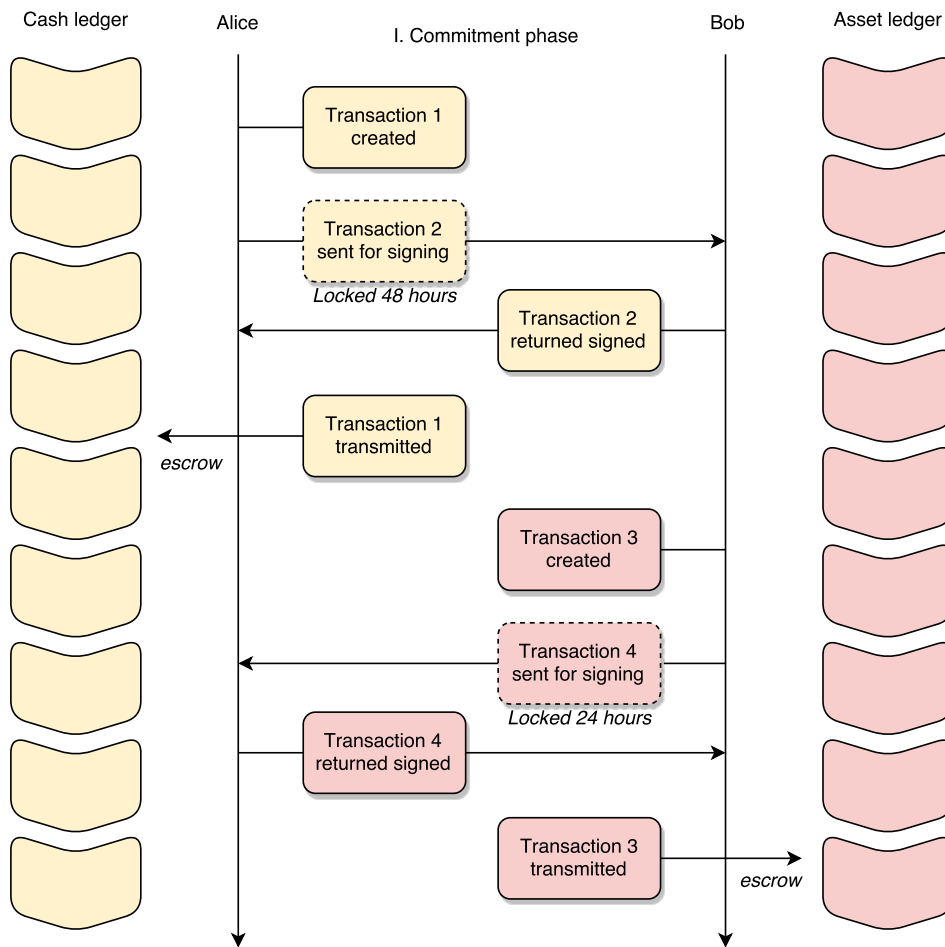 Cash ledger
Alice
I. Commitment phase
Bob
Asset ledger
Transaction 1
created
Transaction 2
sent for signing
Locked 48 hours
Transaction 2
returned signed
Transaction 1
transmitted
escrow
Transaction 3
created
Transaction 4
sent for signing
Locked 24 hours
Transaction 4
returned signed
Transaction 3
transmitted
escrow